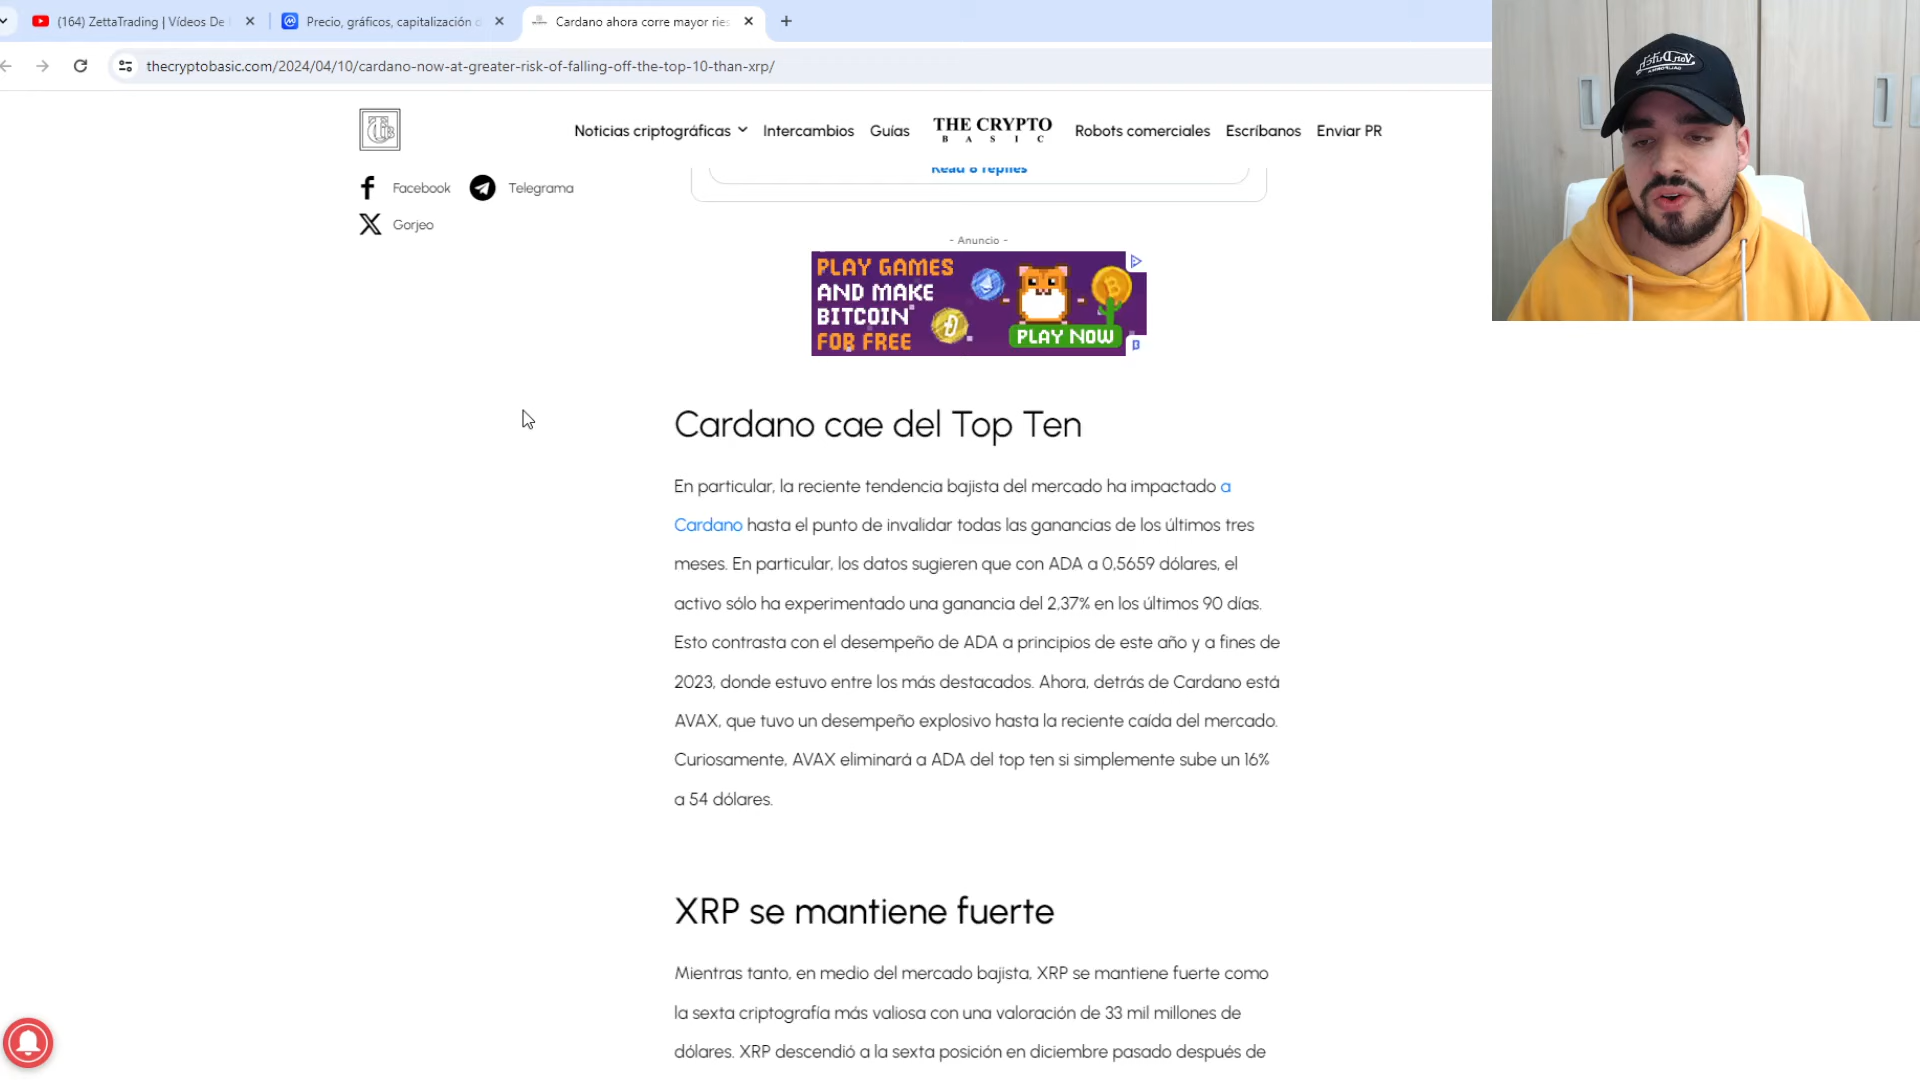 (164) ZettaTrading | Vídeos De
Precio, gráficos, capitalización
Cardano ahora corre mayor ries
thecryptobasic.com/2024/04/10/cardano-now-at-greater-risk-of-falling-off-the-top-10-than-xrp/
Noticias criptográficas
Intercambios
Guías
THE CRYPTO
BASIC
Robots comerciales
Escríbanos
Enviar PR
Facebook
Telegrama
Gorjeo
Read 8 replies
- Anuncio -
PLAY GAMES
AND MAKE
BITCOIN
FOR FREE
PLAY NOW
Cardano cae del Top Ten
En particular, la reciente tendencia bajista del mercado ha impactado a
Cardano hasta el punto de invalidar todas las ganancias de los últimos tres
meses. En particular, los datos sugieren que con ADA a 0,5659 dólares, el
activo sólo ha experimentado una ganancia del 2,37% en los últimos 90 días.
Esto contrasta con el desempeño de ADA a principios de este año y a fines de
2023, donde estuvo entre los más destacados. Ahora, detrás de Cardano está
AVAX, que tuvo un desempeño explosivo hasta la reciente caída del mercado.
Curiosamente, AVAX eliminará a ADA del top ten si simplemente sube un 16%
a 54 dólares.
XRP se mantiene fuerte
Mientras tanto, en medio del mercado bajista, XRP se mantiene fuerte como
la sexta criptografía más valiosa con una valoración de 33 mil millones de
dólares. XRP descendió a la sexta posición en diciembre pasado después de